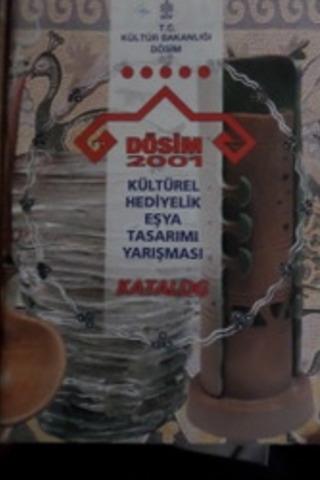 T.C.
KÜLTÜR BAKANLIĞI
DÖSİM
DÖSİM
2001
KÜLTÜREL
HEDİYELİK
EŞYA
TASARIMI
YARIŞMASI
KATALOG